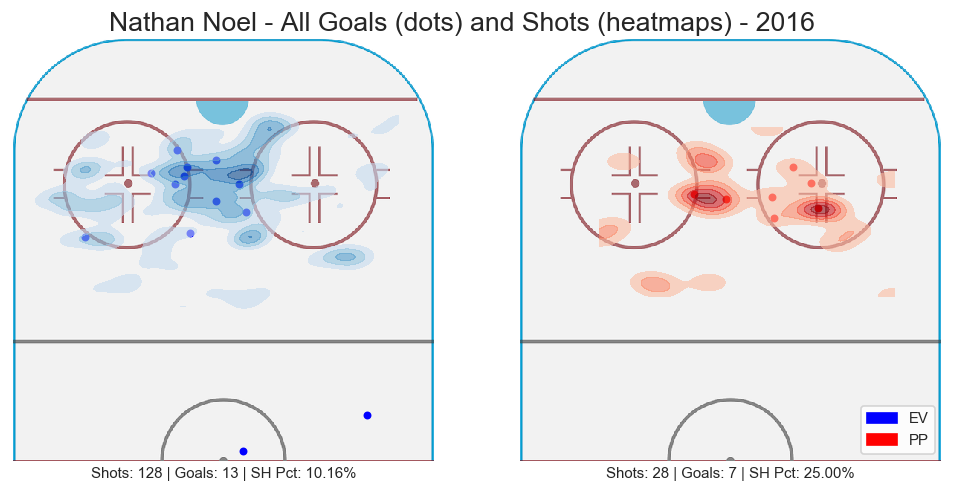 Nathan Noel - All Goals (dots) and Shots (heatmaps) - 2016
EV
PP
Shots: 128 | Goals: 13 | SH Pct: 10.16%
Shots: 28 | Goals: 7 | SH Pct: 25.00%